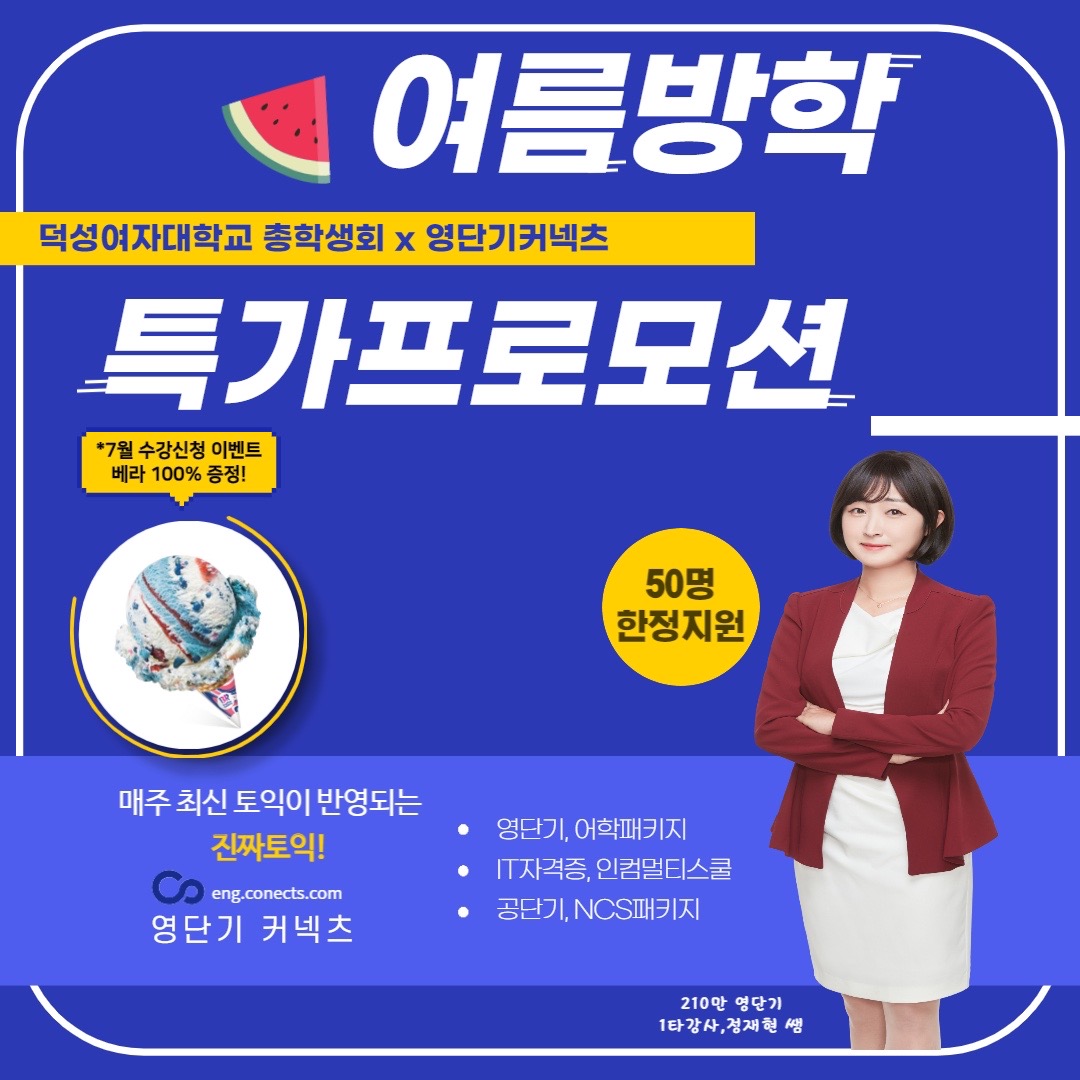 여름방학
덕성여자대학교 총학생회 x 영단기커넥츠
특가프로모션
*7월 수강신청 이벤트
베라 100% 증정!
50명
한정지원
매주 최신 토익이 반영되는
진짜토익!
eng.conects.com
영단기 커넥츠
• 영단기, 어학패키지
• IT자격증, 인컴멀티스쿨
• 공단기, NCS패키지
210만 영단기
1타강사,정재현 쌤